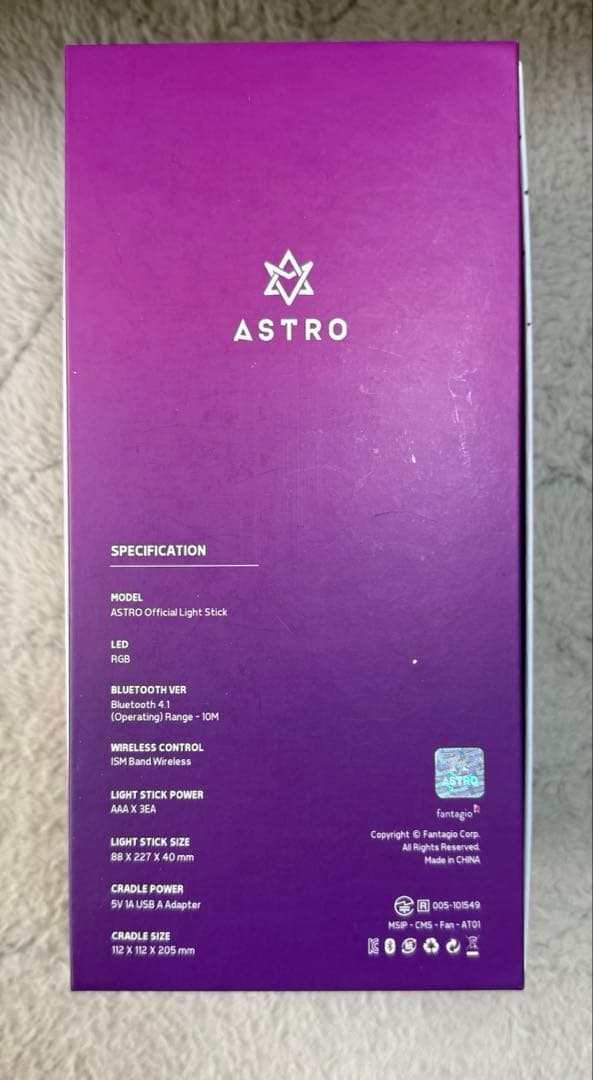 ASTRO
SPECIFICATION
MODEL
ASTRO Official Light Stick
LED
RGB
BLUETOOTH VER
Bluetooth 4.1
(Operating) Range - 10M
WIRELESS CONTROL
ISM Band Wireless
LIGHT STICK POWER
AAA X 3EA
LIGHT STICK SIZE
88 X 227 X 40 mm
CRADLE POWER
5V 1A USB A Adapter
CRADLE SIZE
112 X 112 X 205 mm
ASTRO
fantagio
Copyright © Fantagio Corp.
All Rights Reserved.
Made in CHINA
R 005-101549
MSIP - CMS - Fan - AT01